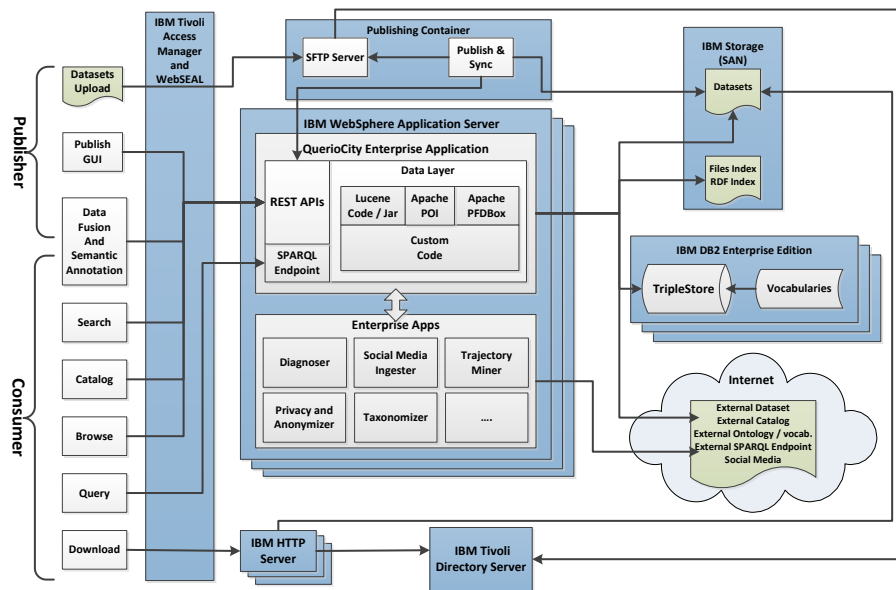 IBM Tivoli
Access
Manager
and
WebSEAL
Publishing Container
SFTP Server
Publish &
Sync
IBM Storage
(SAN)
Datasets
Files Index
RDF Index
Publisher
Datasets
Upload
Publish
GUI
Data
Fusion
And
Semantic
Annotation
Consumer
Search
Catalog
Browse
Query
Download
IBM WebSphere Application Server
QuerioCity Enterprise Application
REST APIs
SPARQL
Endpoint
Data Layer
Lucene
Code / Jar
Apache
POI
Apache
PFDBox
Custom
Code
Enterprise Apps
Diagnoser
Social Media
Ingester
Trajectory
Miner
Privacy and
Anonymizer
Taxonomizer
....
IBM DB2 Enterprise Edition
TripleStore
Vocabularies
Internet
External Dataset
External Catalog
External Ontology / vocab.
External SPARQL Endpoint
Social Media
IBM HTTP
Server
IBM Tivoli
Directory Server